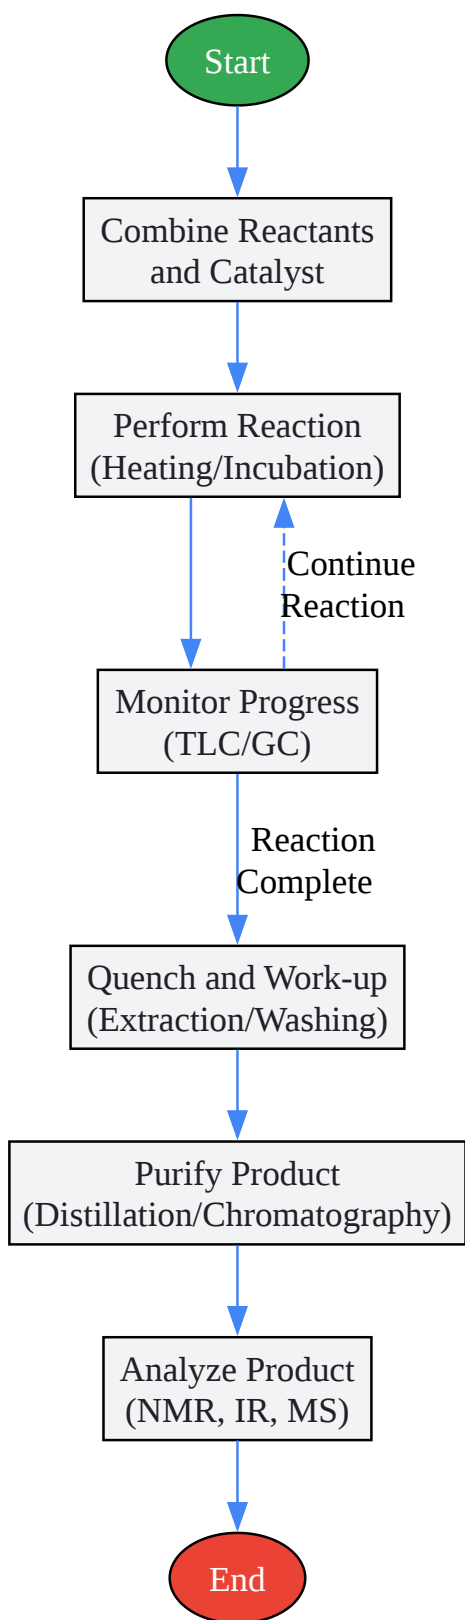 Start
Combine Reactants
and Catalyst
Perform Reaction
(Heating/Incubation)
Continue
Reaction
Monitor Progress
(TLC/GC)
Reaction
Complete
Quench and Work-up
(Extraction/Washing)
Purify Product
(Distillation/Chromatography)
Analyze Product
(NMR, IR, MS)
End